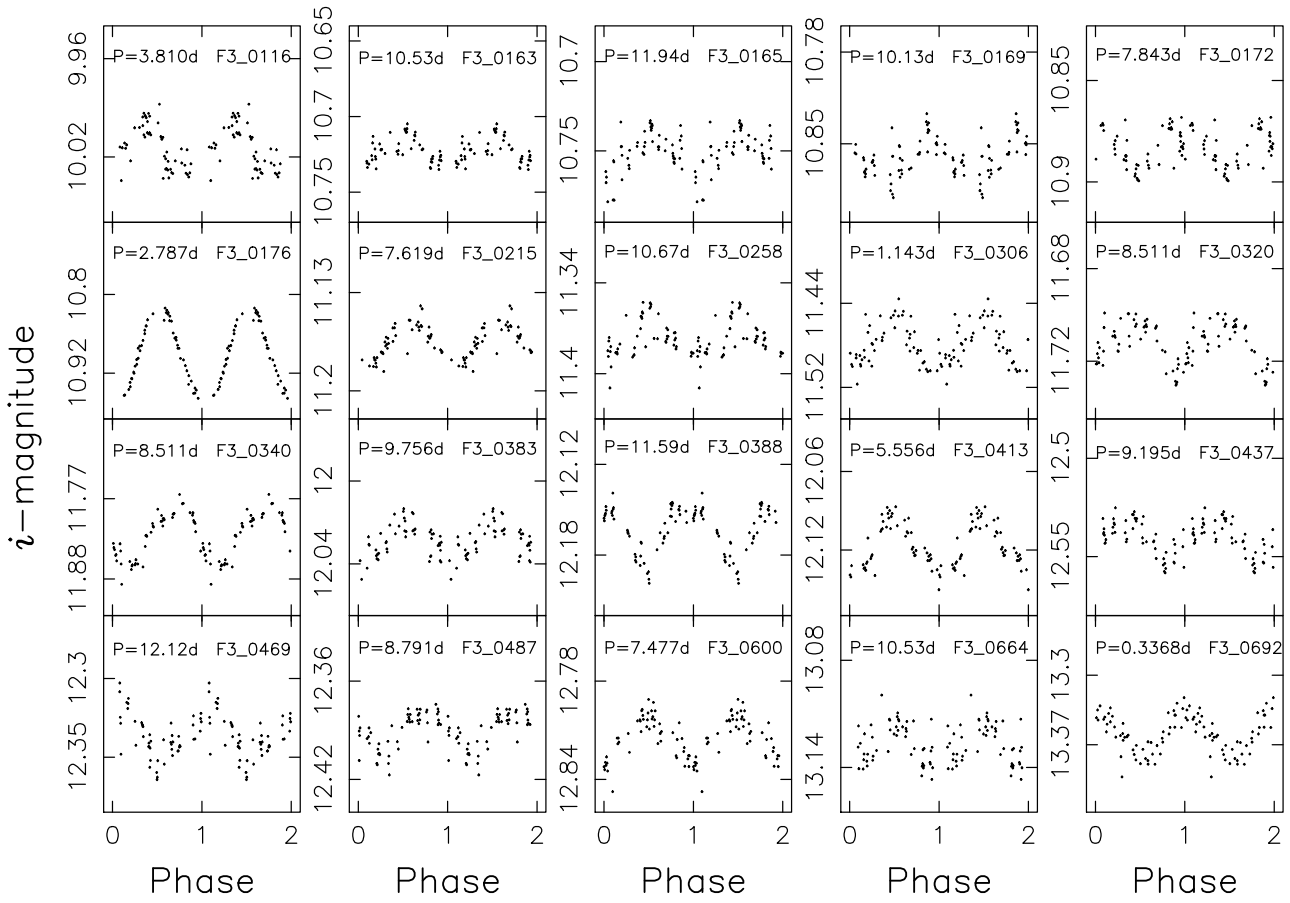 i-magnitude
9.96 10.02
P=3.810d F3_0116
10.65 10.7 10.75
P=10.53d F3_0163
10.7 10.75
P=11.94d F3_0165
10.78 10.85
P=10.13d F3_0169
10.85 10.9
P=7.843d F3_0172
10.8 10.92
P=2.787d F3_0176
11.13 11.2
P=7.619d F3_0215
11.34 11.4
P=10.67d F3_0258
11.44 11.52
P=1.143d F3_0306
11.68 11.72
P=8.511d F3_0320
11.77 11.88
P=8.511d F3_0340
12 12.04
P=9.756d F3_0383
12.12 12.18
P=11.59d F3_0388
12.06 12.12
P=5.556d F3_0413
12.5 12.55
P=9.195d F3_0437
12.3 12.35
P=12.12d F3_0469
12.36 12.42
P=8.791d F3_0487
12.78 12.84
P=7.477d F3_0600
13.08 13.14
P=10.53d F3_0664
13.3 13.37
P=0.3368d F3_0692
0 1 2 0 1 2 0 1 2 0 1 2 0 1 2
Phase Phase Phase Phase Phase